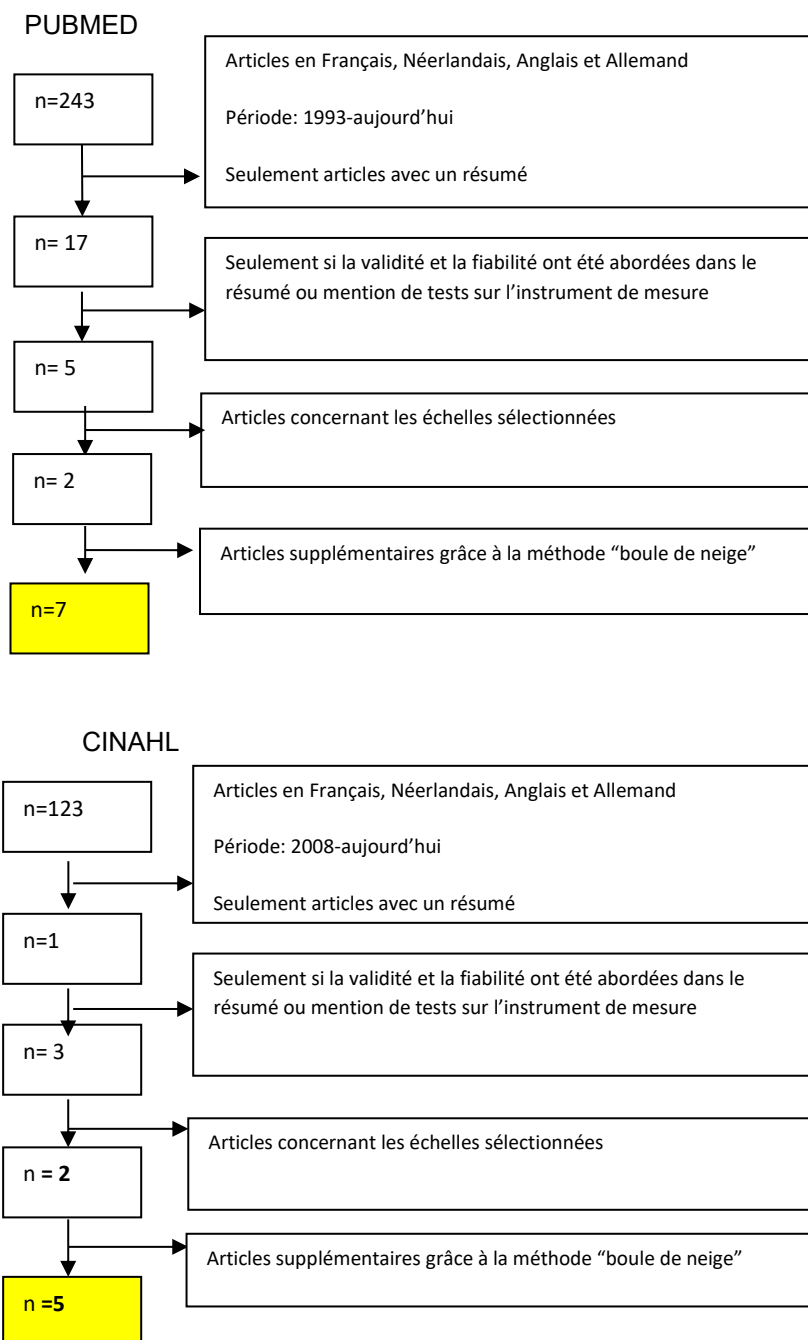 PUBMED
n=243
Articles en Français, Néerlandais, Anglais et Allemand
Période: 1993-aujourd’hui
Seulement articles avec un résumé
n= 17
Seulement si la validité et la fiabilité ont été abordées dans le
résumé ou mention de tests sur l’instrument de mesure
n= 5
Articles concernant les échelles sélectionnées
n= 2
Articles supplémentaires grâce à la méthode “boule de neige”
n=7
CINAHL
n=123
Articles en Français, Néerlandais, Anglais et Allemand
Période: 2008-aujourd’hui
Seulement articles avec un résumé
n=1
Seulement si la validité et la fiabilité ont été abordées dans le
résumé ou mention de tests sur l’instrument de mesure
n= 3
Articles concernant les échelles sélectionnées
n = 2
Articles supplémentaires grâce à la méthode “boule de neige”
n =5